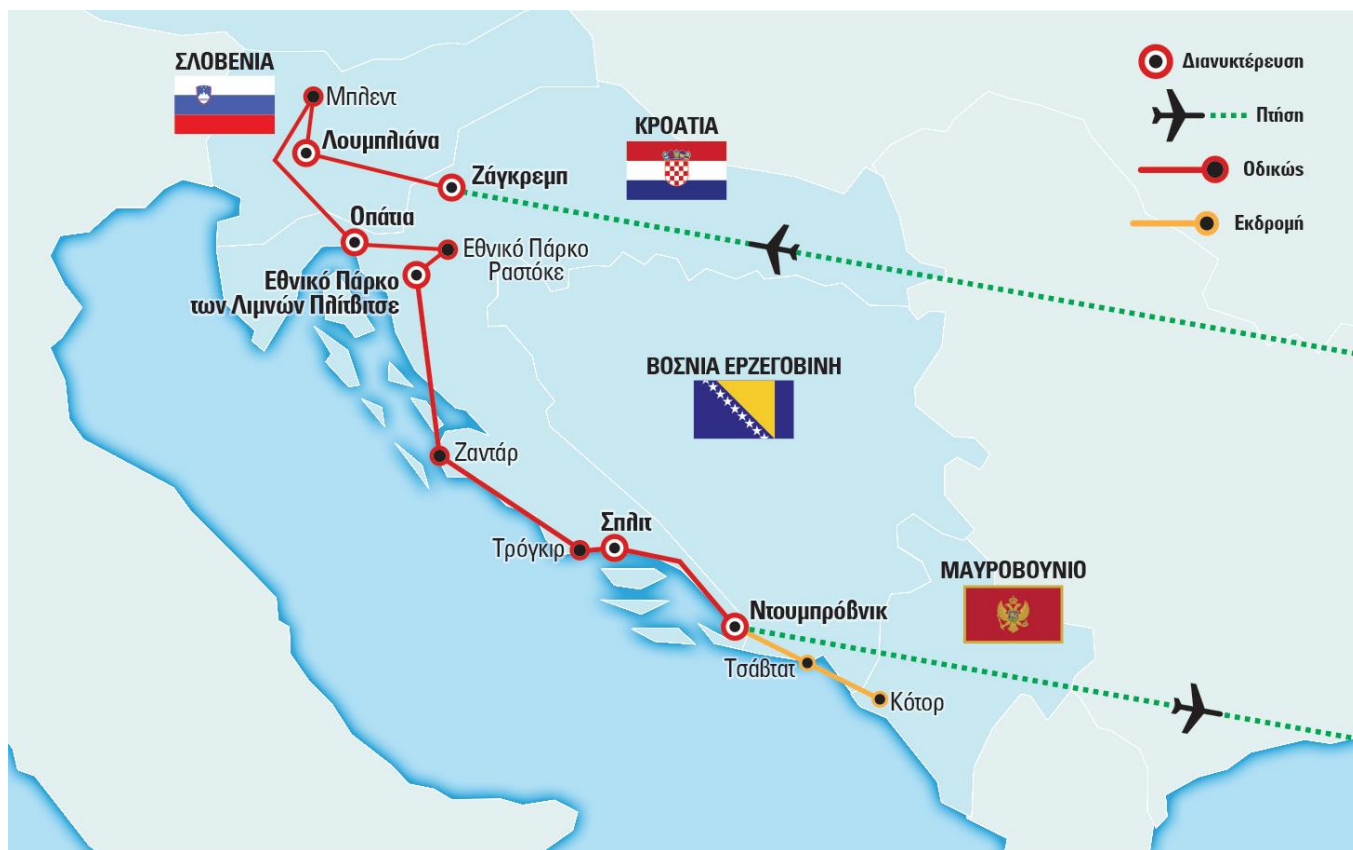 ΣΛΟΒΕΝΙΑ
Μπλεντ
Λουμπλιάνα
ΚΡΟΑΤΙΑ
Ζάγκρεμπ
Διανυκτέρευση
Πτήση
Οδικώς
Εκδρομή
Οπάτια
Εθνικό Πάρκο
Ραστόκε
Εθνικό Πάρκο
των Λιμνών Πλίτβιτσε
ΒΟΣΝΙΑ ΕΡΖΕΓΟΒΙΝΗ
Ζαντάρ
Σπλιτ
Τρόγκιρ
ΜΑΥΡΟΒΟΥΝΙΟ
Ντουμπρόβνικ
Τσάβτατ
Κότορ